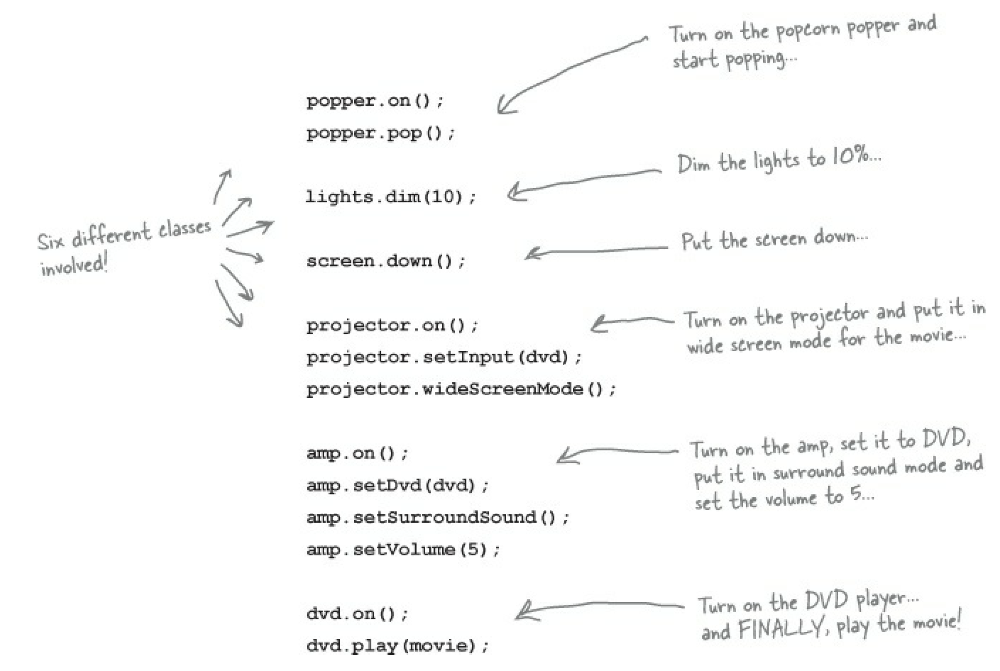 Turn on the popcorn popper and
start popping...
popper.on();
popper.pop();
Dim the lights to 10%...
lights.dim(10);
Six different classes
involved!
Put the screen down...
screen.down();
Turn on the projector and put it in
wide screen mode for the movie...
projector.on();
projector.setInput(dvd);
projector.wideScreenMode();
Turn on the amp, set it to DVD,
put it in surround sound mode and
set the volume to 5...
amp.on();
amp.setDvd(dvd);
amp.setSurroundSound();
amp.setVolume(5);
Turn on the DVD player...
and FINALLY, play the movie!
dvd.on();
dvd.play(movie);